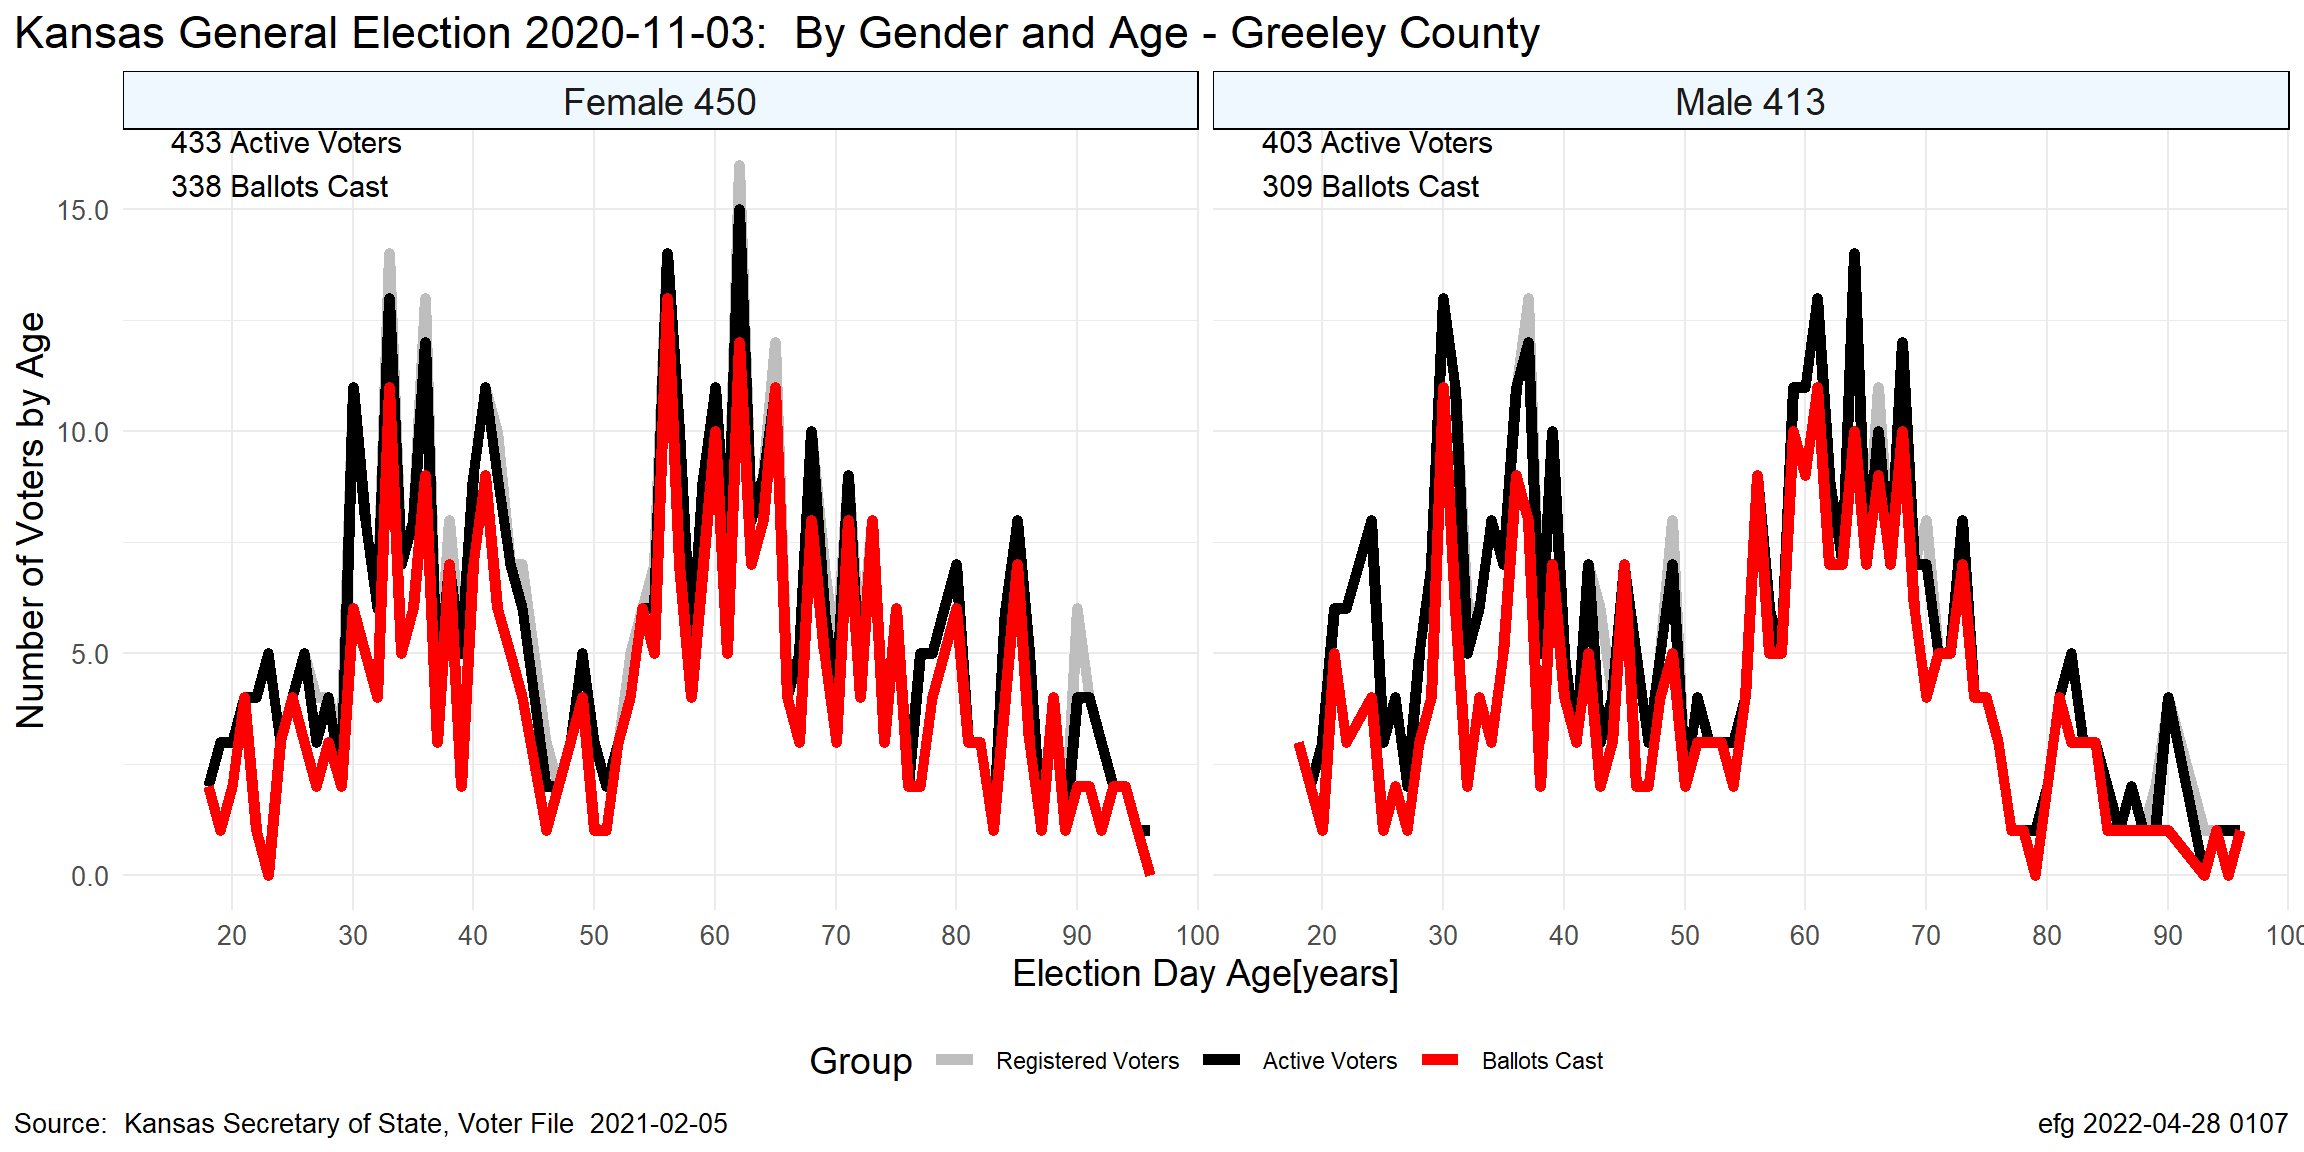 Kansas General Election 2020-11-03:  By Gender and Age - Greeley County
Female 450
Male 413
433 Active Voters
338 Ballots Cast
403 Active Voters
309 Ballots Cast
Number of Voters by Age
15.0
10.0
5.0
0.0
20 30 40 50 60 70 80 90 100
20 30 40 50 60 70 80 90 100
Election Day Age[years]
Group Registered Voters Active Voters Ballots Cast
Source:  Kansas Secretary of State, Voter File  2021-02-05
efg 2022-04-28 0107